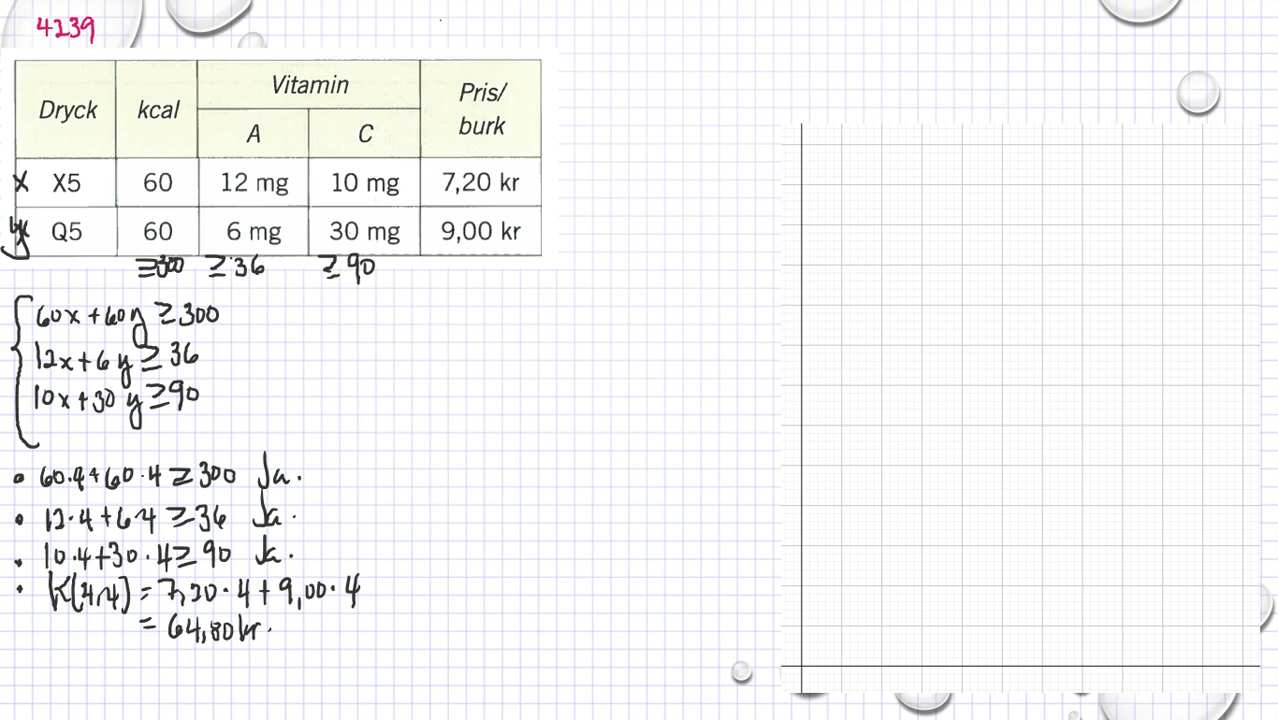 4239
Dryck kcal Vitamin Pris/
burk
A C
x X5 60 12 mg 10 mg 7,20 kr
y Q5 60 6 mg 30 mg 9,00 kr
≥300 ≥36 ≥90
60x+60y ≥300
12x+6y ≥ 36
10x+30y ≥90
• 60·4+60·4 ≥ 300 Ja.
• 12·4+6·4 ≥36 Ja.
• 10·4+30·4≥90 Ja.
• K(4,4) = 7,20·4+9,00·4
= 64,80kr.